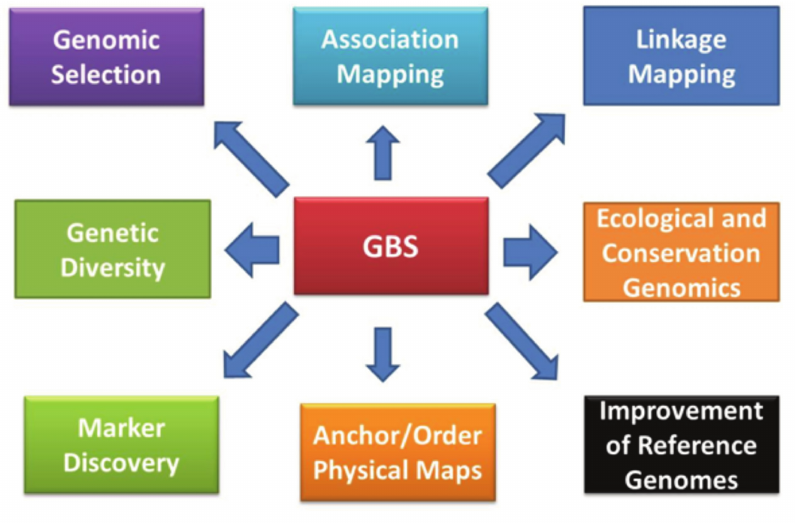 Genomic
Selection
Association
Mapping
Linkage
Mapping
Genetic
Diversity
GBS
Ecological and
Conservation
Genomics
Marker
Discovery
Anchor/Order
Physical Maps
Improvement
of Reference
Genomes